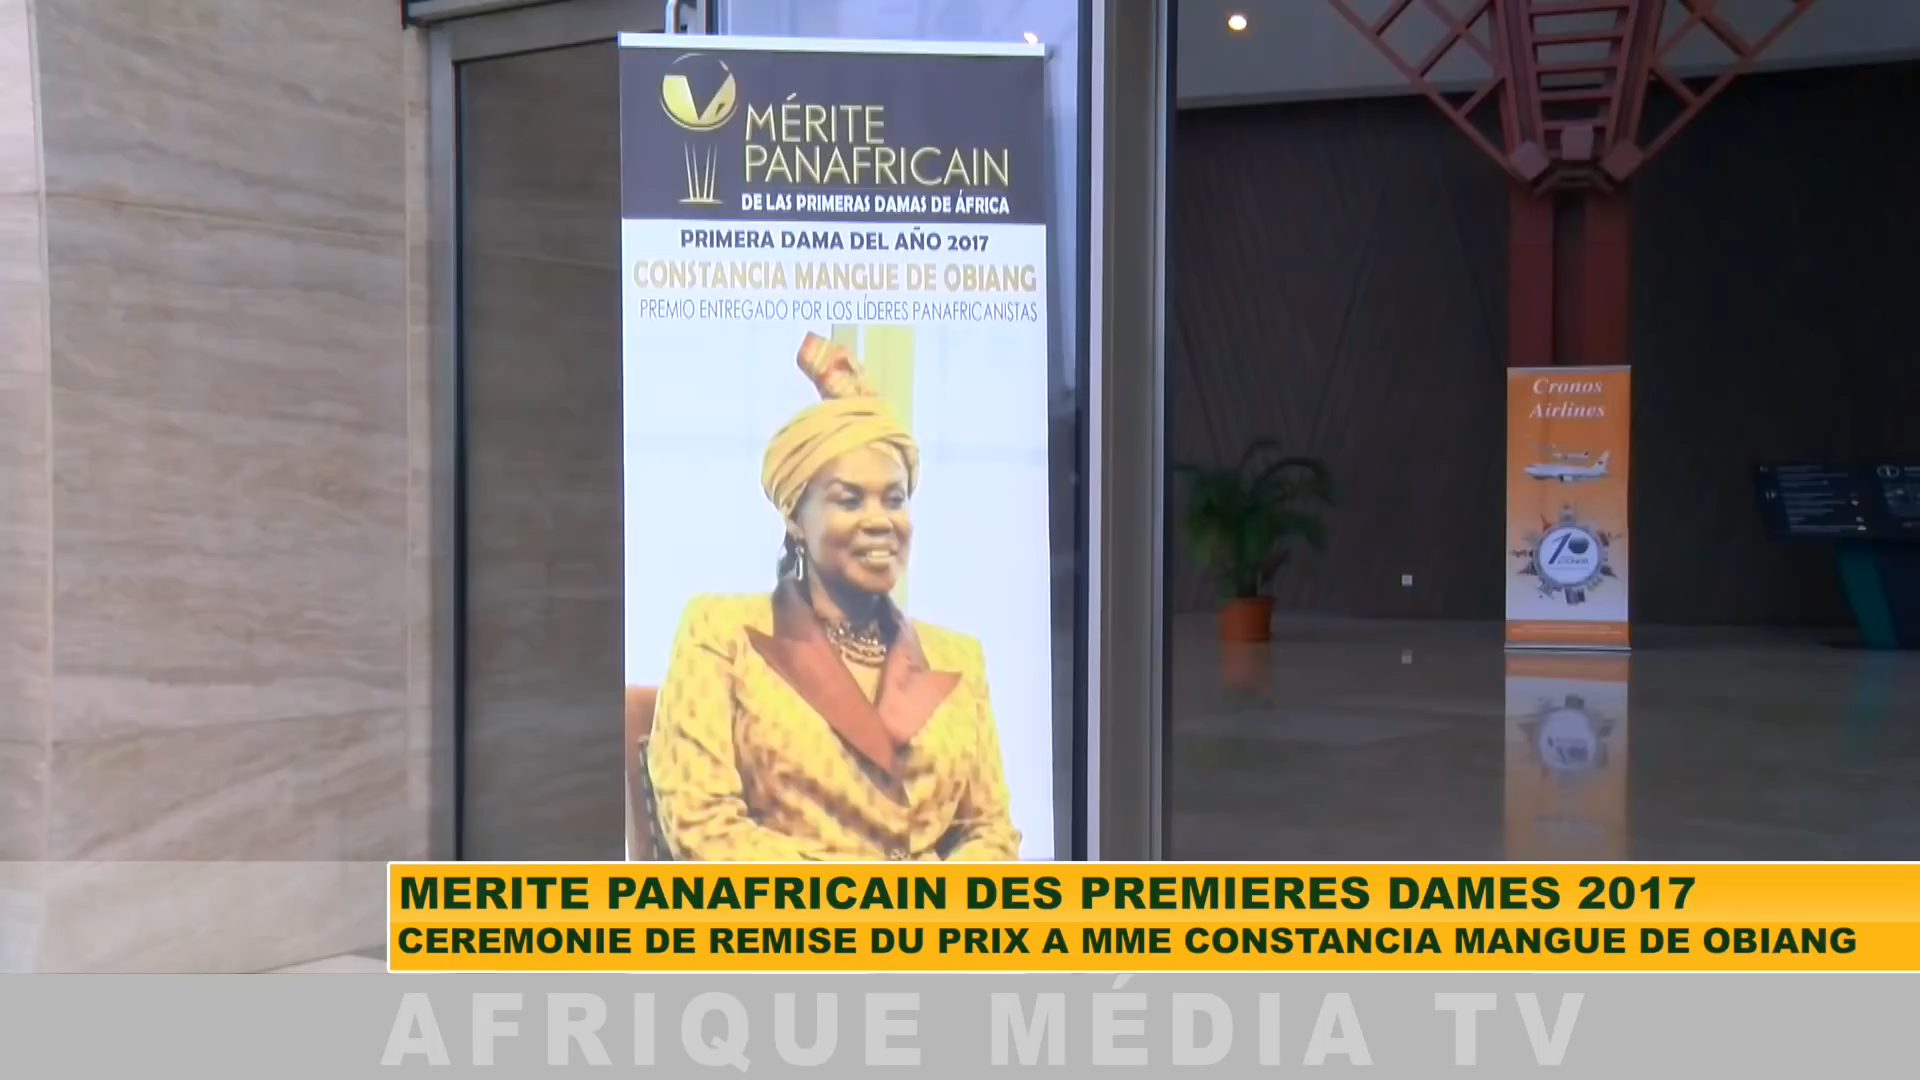 MÉRITE
PANAFRICAIN
DE LAS PRIMERAS DAMAS DE ÁFRICA
PRIMERA DAMA DEL AÑO 2017
CONSTANCIA MANGUE DE OBIANG
PREMIO ENTREGADO POR LOS LÍDERES PANAFRICANISTAS
Cronos
Airlines
10
MERITE PANAFRICAIN DES PREMIERES DAMES 2017
CEREMONIE DE REMISE DU PRIX A MME CONSTANCIA MANGUE DE OBIANG
AFRIQUE MÉDIA TV